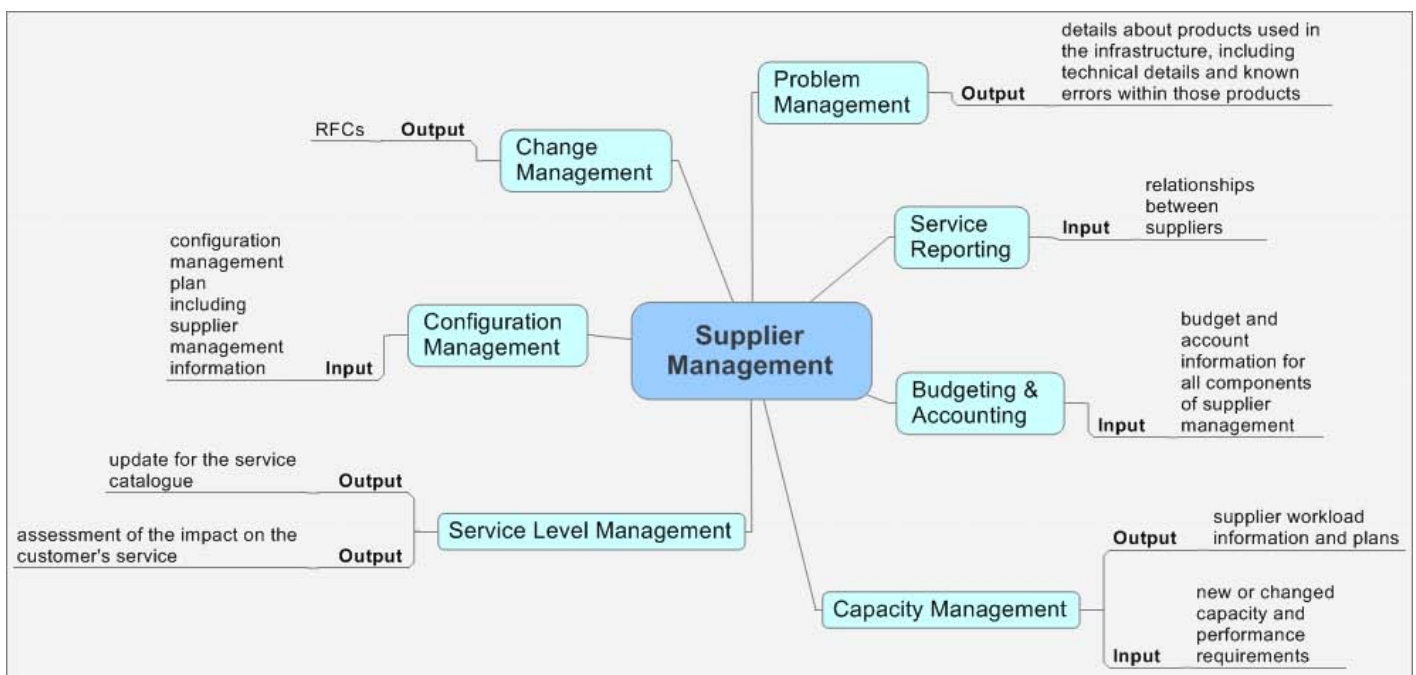 Supplier
Management
Problem
Management
Output
details about products used in
the infrastructure, including
technical details and known
errors within those products
Service
Reporting
Input
relationships
between
suppliers
Budgeting &
Accounting
Input
budget and
account
information for
all components
of supplier
management
Capacity Management
Output
supplier workload
information and plans
Input
new or changed
capacity and
performance
requirements
Change
Management
Output
RFCs
Configuration
Management
Input
configuration
management
plan
including
supplier
management
information
Service Level Management
Output
update for the service
catalogue
Output
assessment of the impact on the
customer's service